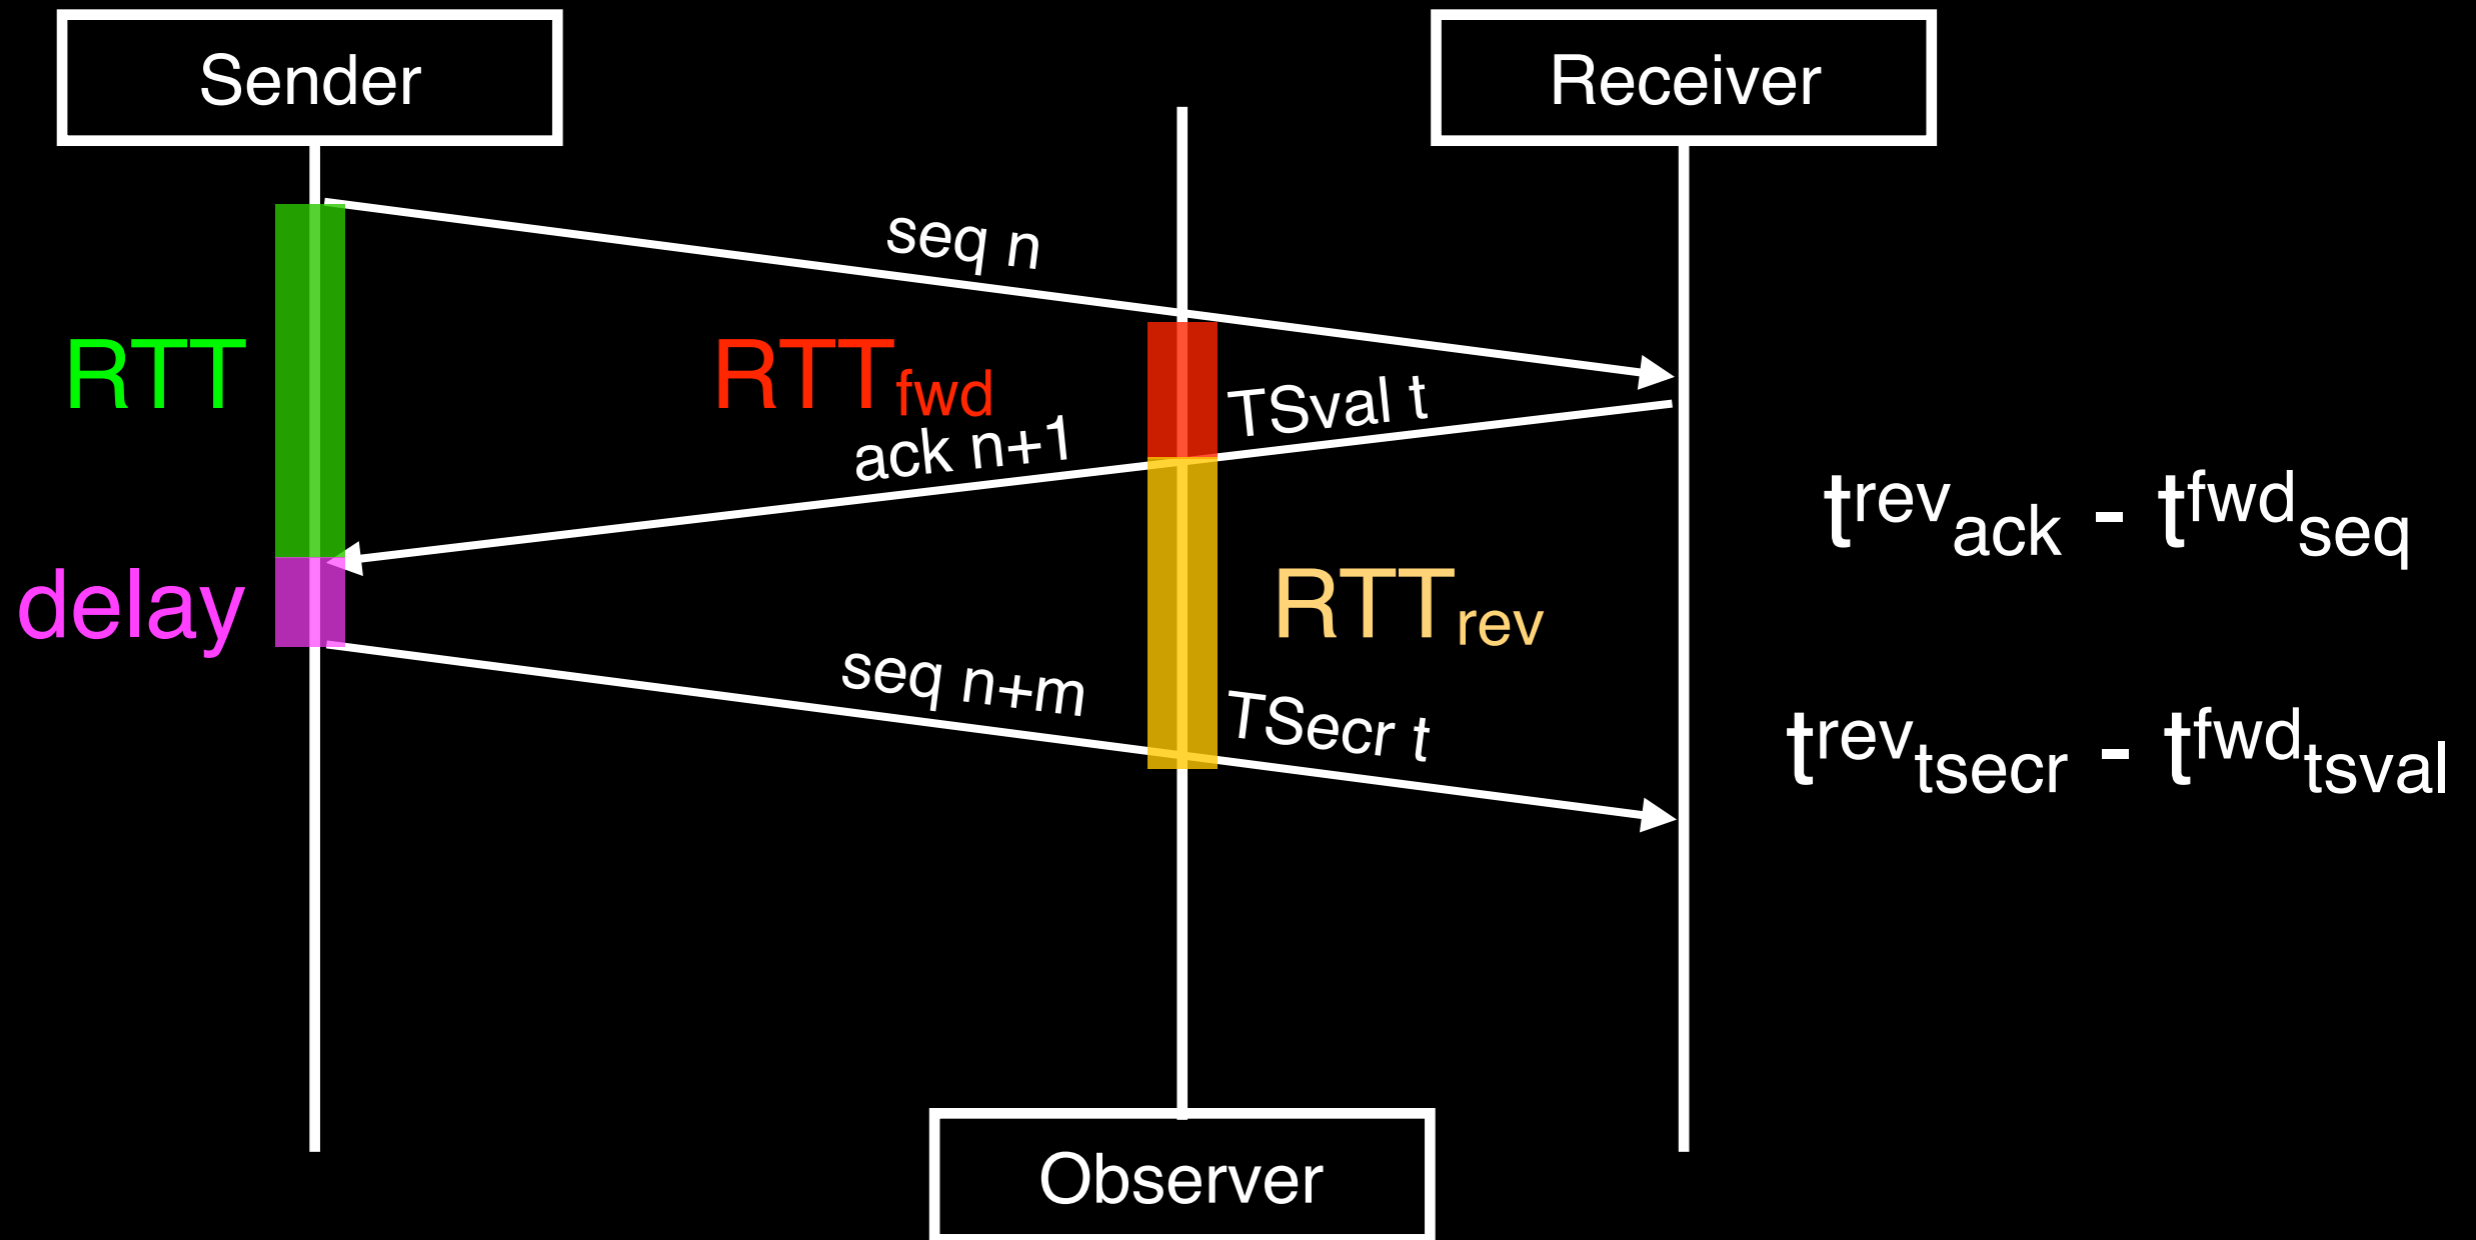 Sender
Receiver
seq n
RTT
RTTfwd
TSval t
ack n+1
trevack - tfwdseq
delay
RTTrev
seq n+m
TSecr t
trevtsecr - tfwdtsval
Observer